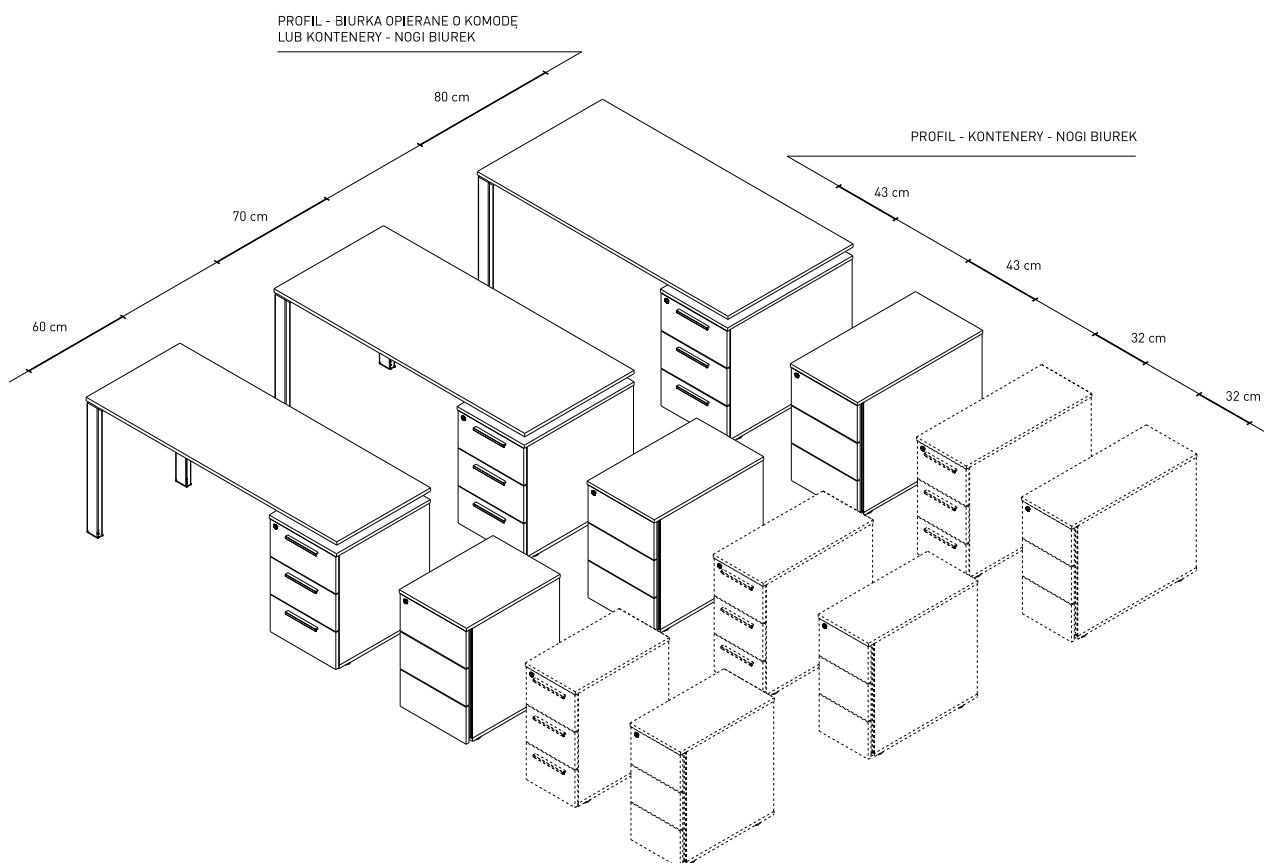 PROFIL - BIURKA OPIERANE O KOMODĘ
LUB KONTENERY - NOGI BIUREK
80 cm
70 cm
60 cm
PROFIL - KONTENERY - NOGI BIUREK
43 cm
43 cm
32 cm
32 cm